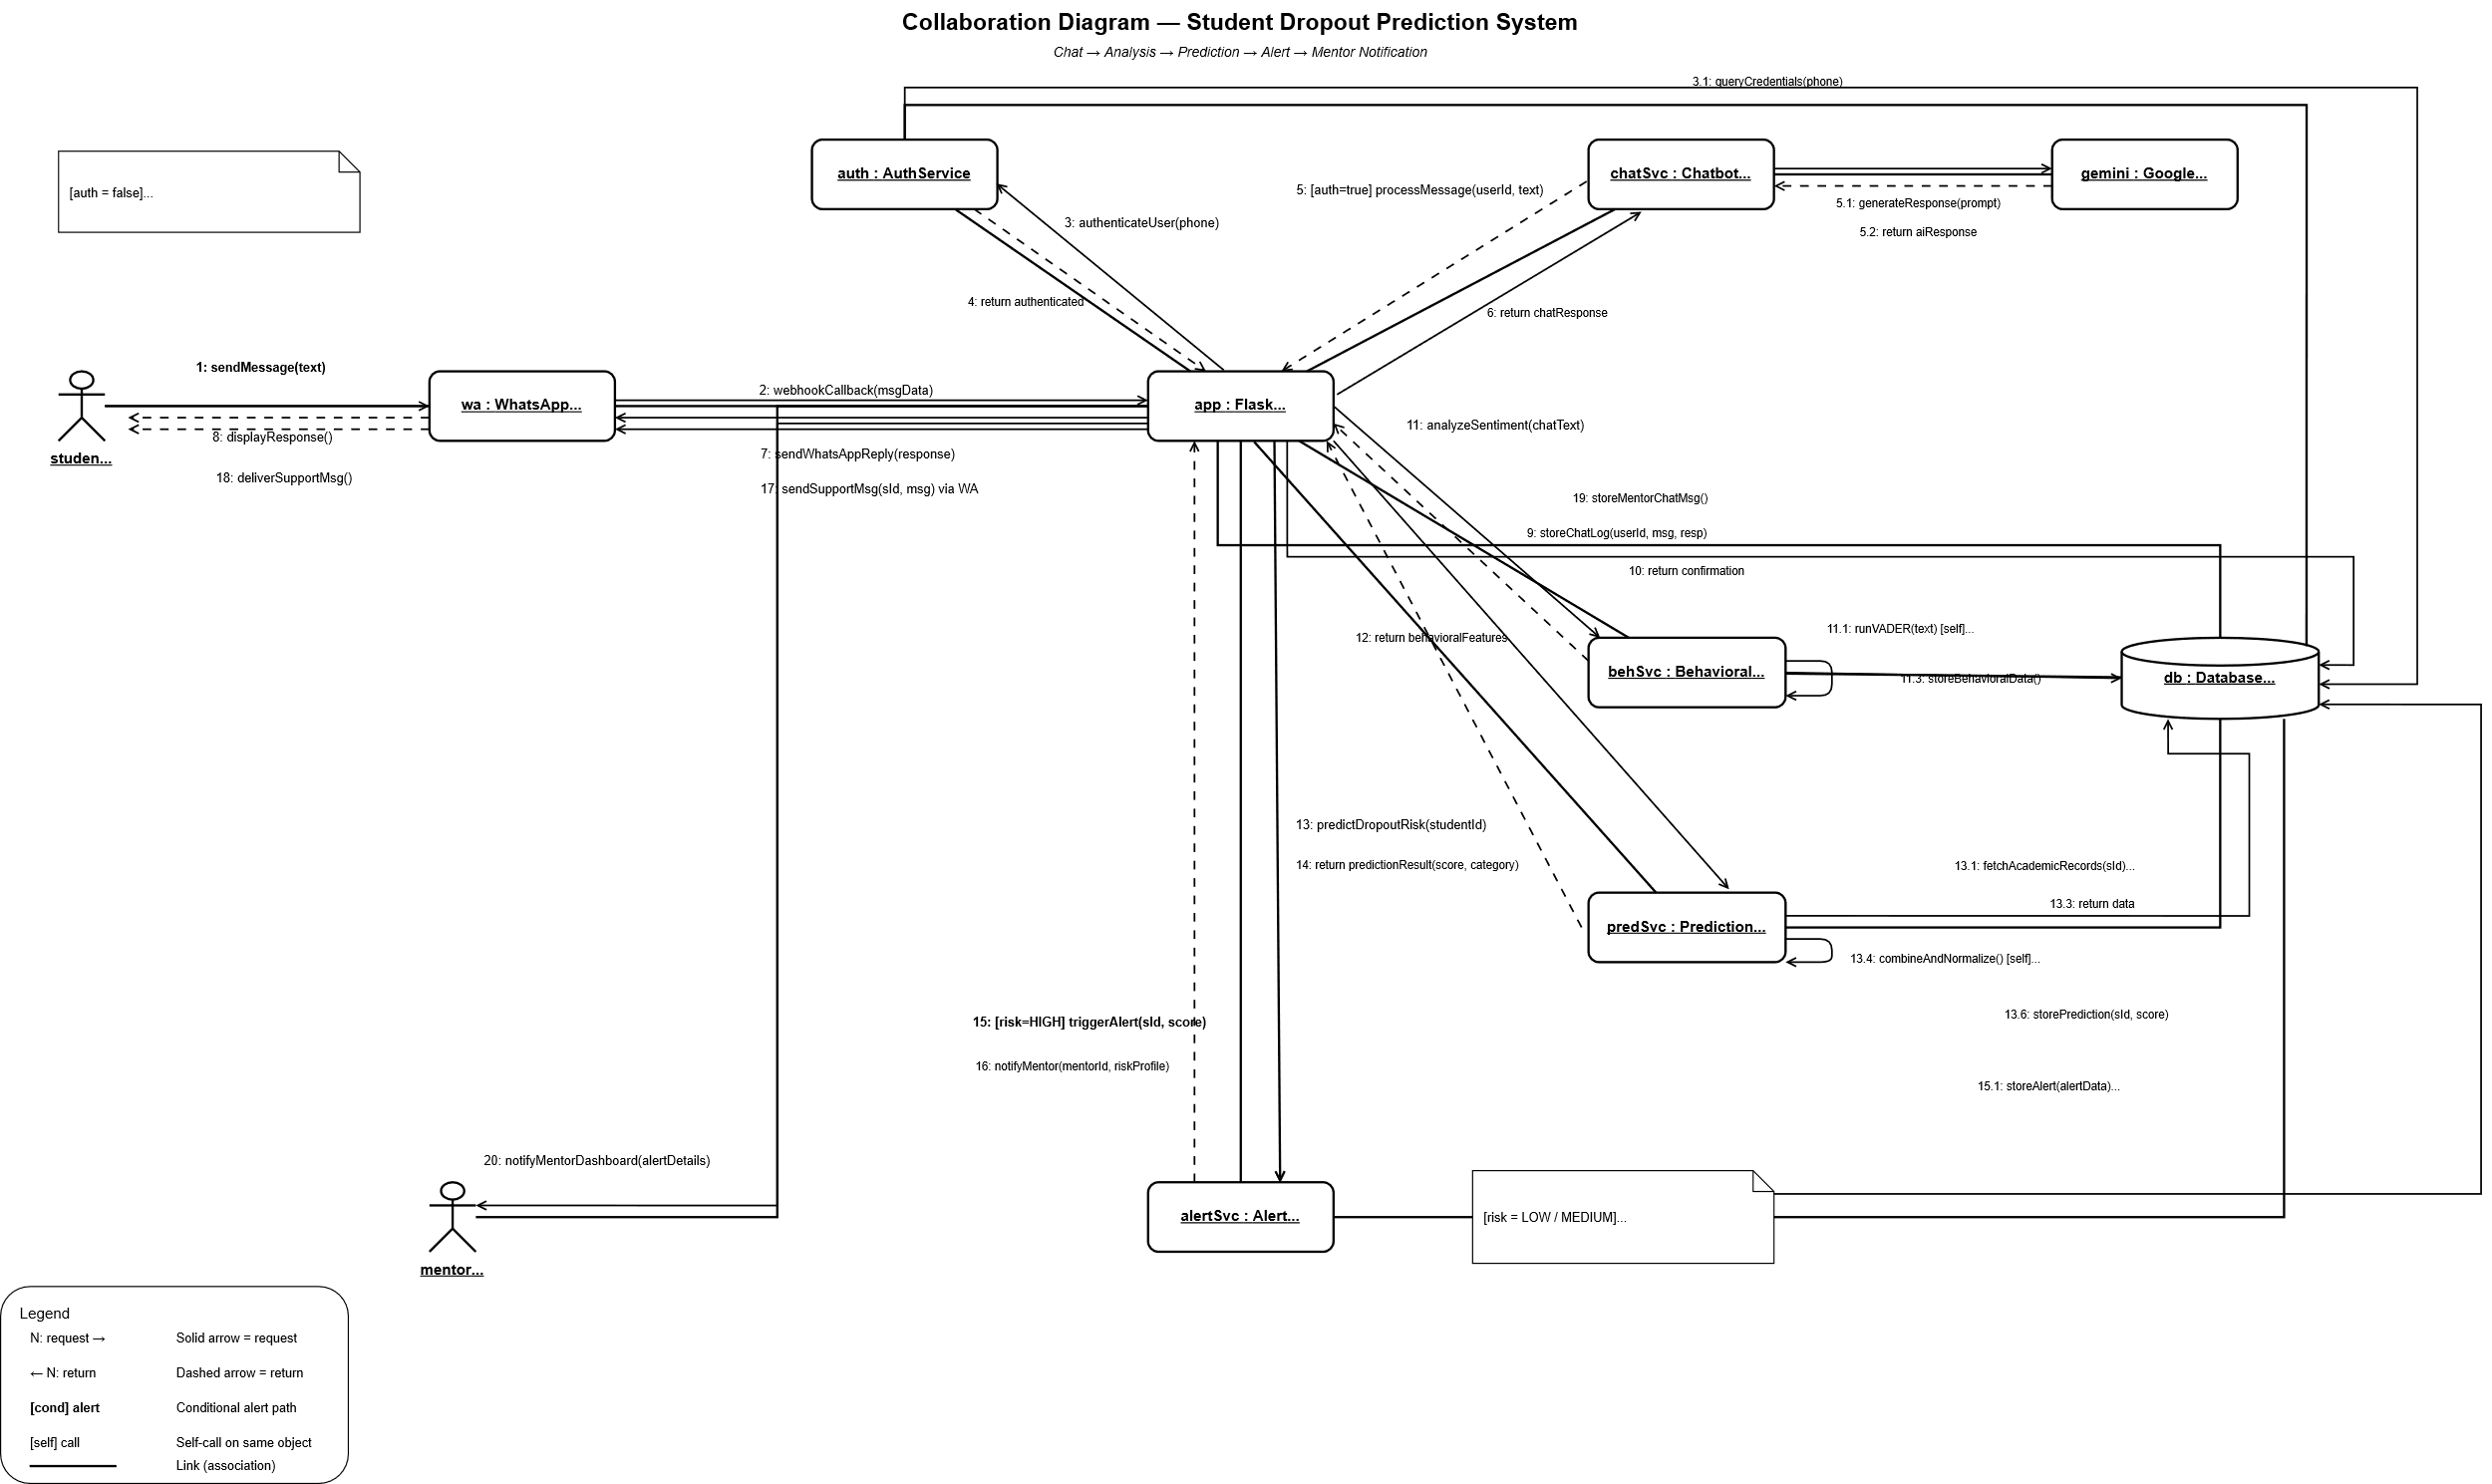 Collaboration Diagram — Student Dropout Prediction System
Chat → Analysis → Prediction → Alert → Mentor Notification
3.1: queryCredentials(phone)
[auth = false]...
auth : AuthService
chatSvc : Chatbot...
gemini : Google...
5: [auth=true] processMessage(userId, text)
5.1: generateResponse(prompt)
3: authenticateUser(phone)
5.2: return aiResponse
4: return authenticated
6: return chatResponse
1: sendMessage(text)
2: webhookCallback(msgData)
wa : WhatsApp...
app : Flask...
8: displayResponse()
11: analyzeSentiment(chatText)
studen...
7: sendWhatsAppReply(response)
18: deliverSupportMsg()
17: sendSupportMsg(sId, msg) via WA
19: storeMentorChatMsg()
9: storeChatLog(userId, msg, resp)
10: return confirmation
12: return behavioralFeatures
11.1: runVADER(text) [self]...
behSvc : Behavioral...
11.3: storeBehavioralData()
db : Database...
13: predictDropoutRisk(studentId)
14: return predictionResult(score, category)
13.1: fetchAcademicRecords(sId)...
13.3: return data
predSvc : Prediction...
13.4: combineAndNormalize() [self]...
15: [risk=HIGH] triggerAlert(sId, score)
13.6: storePrediction(sId, score)
16: notifyMentor(mentorId, riskProfile)
15.1: storeAlert(alertData)...
20: notifyMentorDashboard(alertDetails)
alertSvc : Alert...
[risk = LOW / MEDIUM]...
mentor...
Legend
N: request → Solid arrow = request
← N: return Dashed arrow = return
[cond] alert Conditional alert path
[self] call Self-call on same object
Link (association)